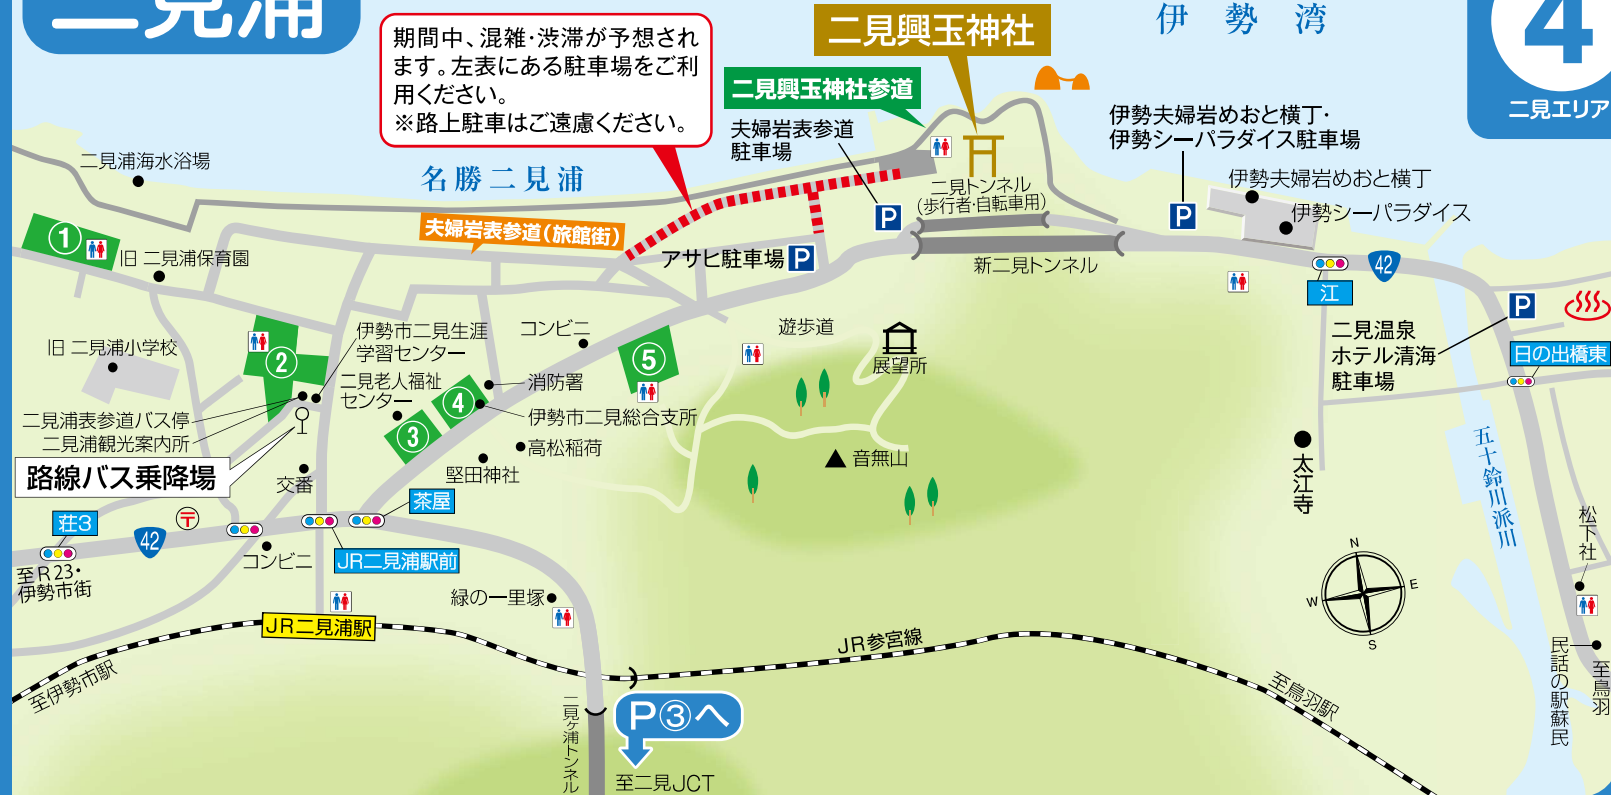 二見浦
期間中、混雑・渋滞が予想され
ます。左表にある駐車場をご利
用ください。
※路上駐車はご遠慮ください。
二見興玉神社
伊勢湾
4
二見エリア
二見興玉神社参道
夫婦岩表参道
駐車場
P
伊勢夫婦岩めおと横丁・
伊勢シーパラダイス駐車場
P
二見浦海水浴場
名勝二見浦
二見トンネル
(歩行者・自転車用)
伊勢夫婦岩めおと横丁
伊勢シーパラダイス
夫婦岩表参道(旅館街)
1
旧 二見浦保育園
アサヒ駐車場
P
新二見トンネル
42
江
P
二見温泉
ホテル清海
駐車場
日の出橋東
旧 二見浦小学校
2
伊勢市二見生涯
学習センター
コンビニ
5
遊歩道
展望所
二見老人福祉
センター
消防署
4
3
伊勢市二見総合支所
高松稲荷
堅田神社
二見浦表参道バス停
二見浦観光案内所
路線バス乗降場
交番
音無山
太江寺
五十鈴川派川
茶屋
荘3
42
〒
コンビニ
JR二見浦駅前
至R23・
伊勢市街
緑の一里塚
JR二見浦駅
JR参宮線
N
E
W
S
松下社
民話の駅蘇民
至鳥羽
至伊勢市駅
至鳥羽駅
二見ヶ浦トンネル
P③へ
至二見JCT